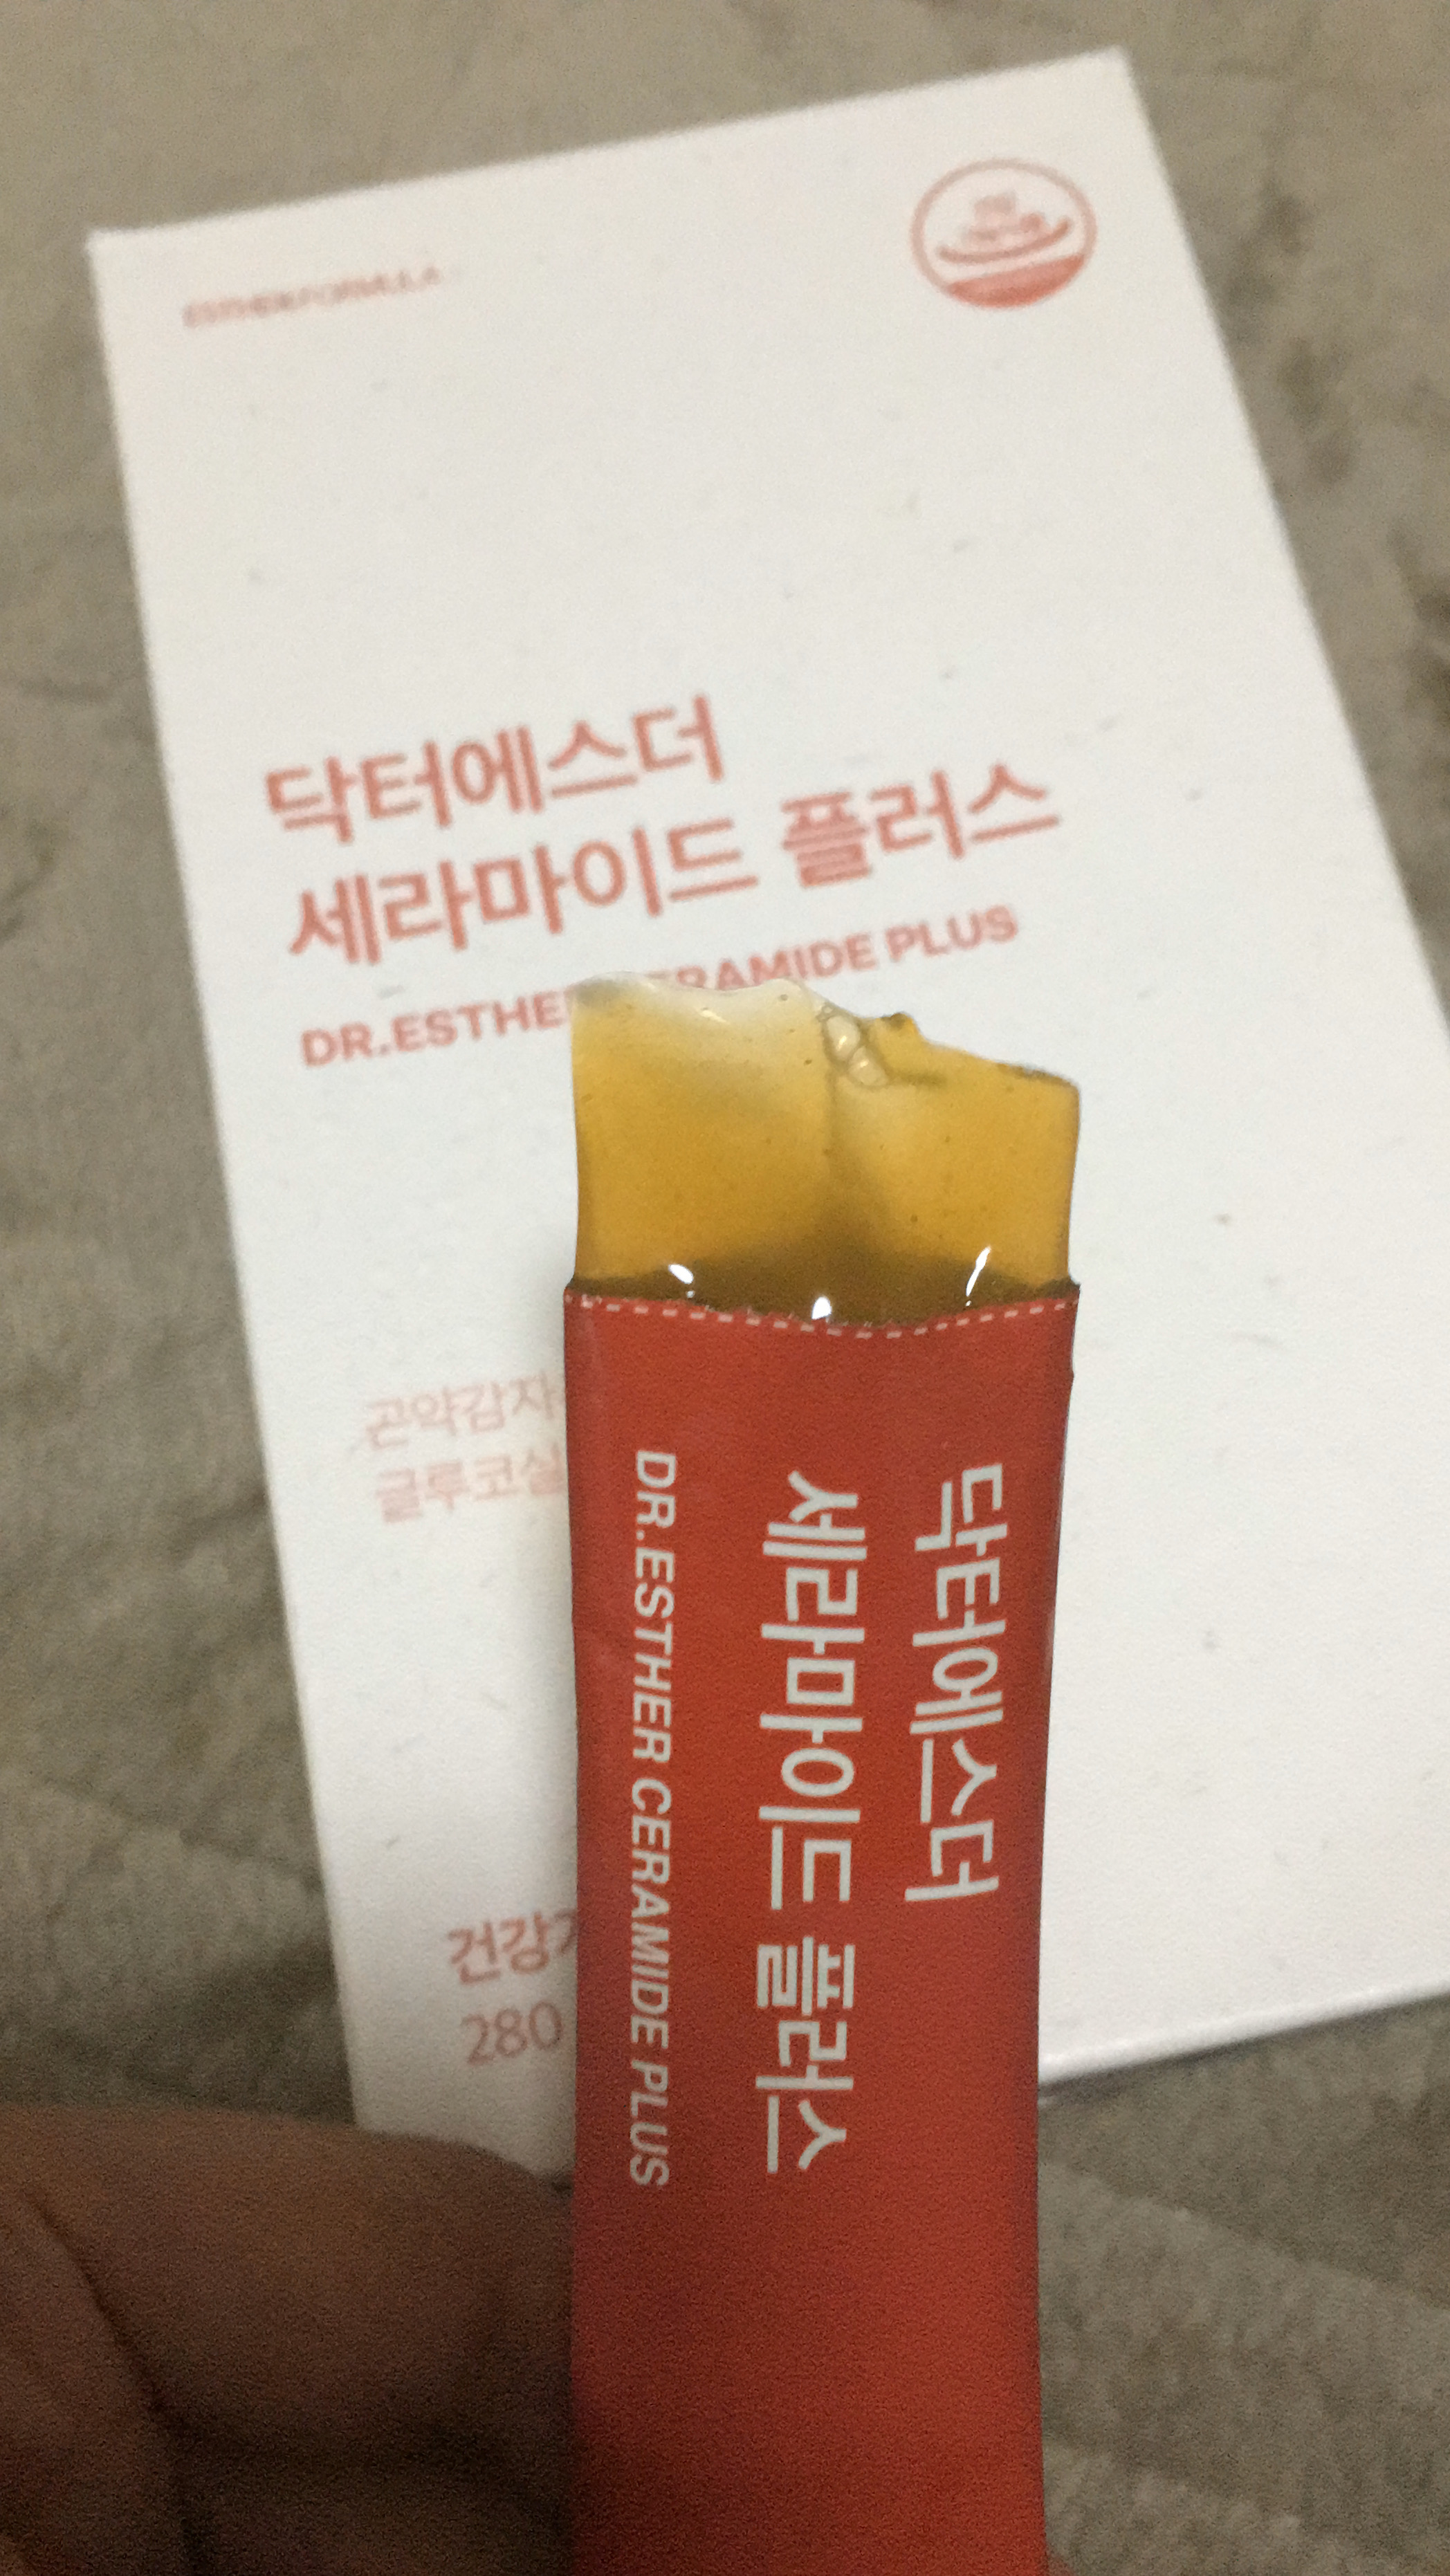 ESTHERFORMULA
닥터에스더
세라마이드 플러스
DR.ESTHE ERAMIDE PLUS
곤약감자
글루코실
건강
280
닥터에스더
세라마이드 플러스
DR.ESTHER CERAMIDE PLUS